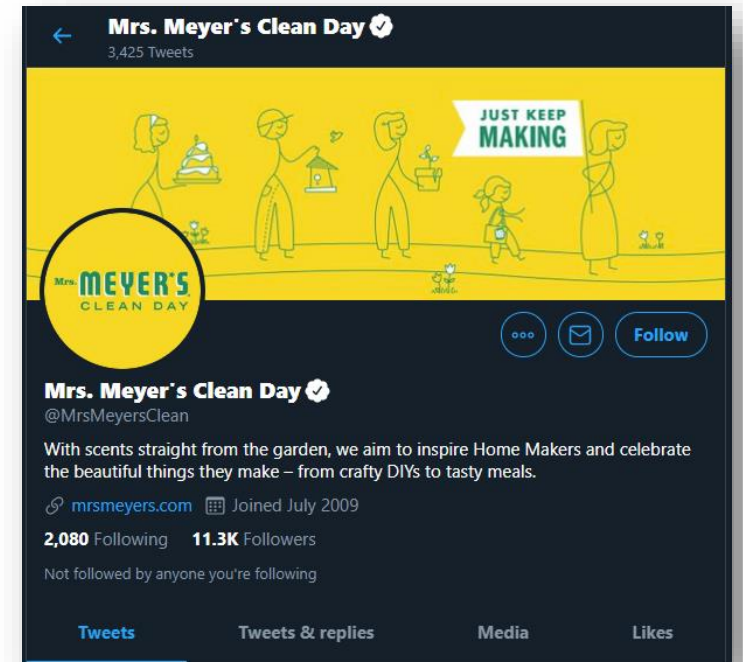 Mrs. Meyer's Clean Day
3,425 Tweets
JUST KEEP
MAKING
Mrs. MEYER'S
CLEAN DAY
Follow
Mrs. Meyer's Clean Day
@MrsMeyersClean
With scents straight from the garden, we aim to inspire Home Makers and celebrate
the beautiful things they make – from crafty DIYs to tasty meals.
mrsmeyers.com Joined July 2009
2,080 Following 11.3K Followers
Not followed by anyone you're following
Tweets Tweets & replies Media Likes